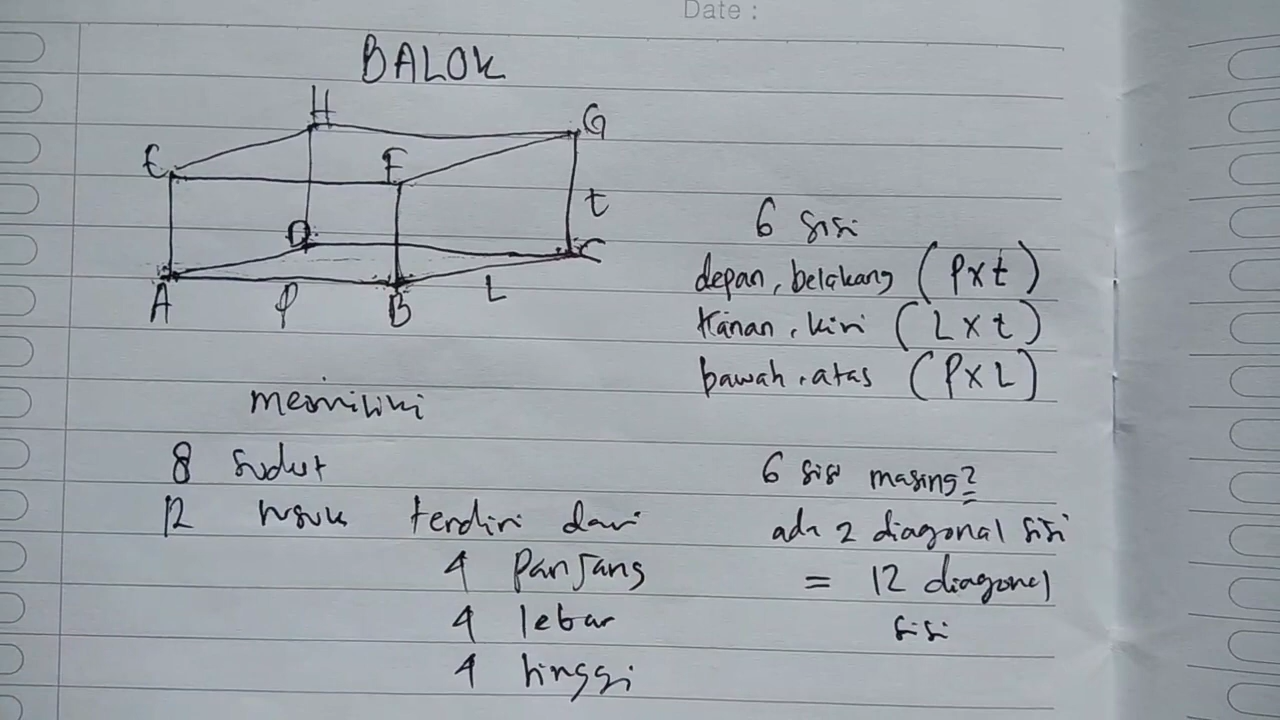 Date :
BALOK
H
G
E
F
t
D
C
A
P
B
L
6 sisi
depan, belakang (P x t)
Kanan, kiri (L x t)
bawah, atas (P x L)
memiliki
8 sudut
12 rusuk terdiri dari
4 panjang
4 lebar
4 tinggi
6 sisi masing2
ada 2 diagonal sisi
= 12 diagonal
sisi